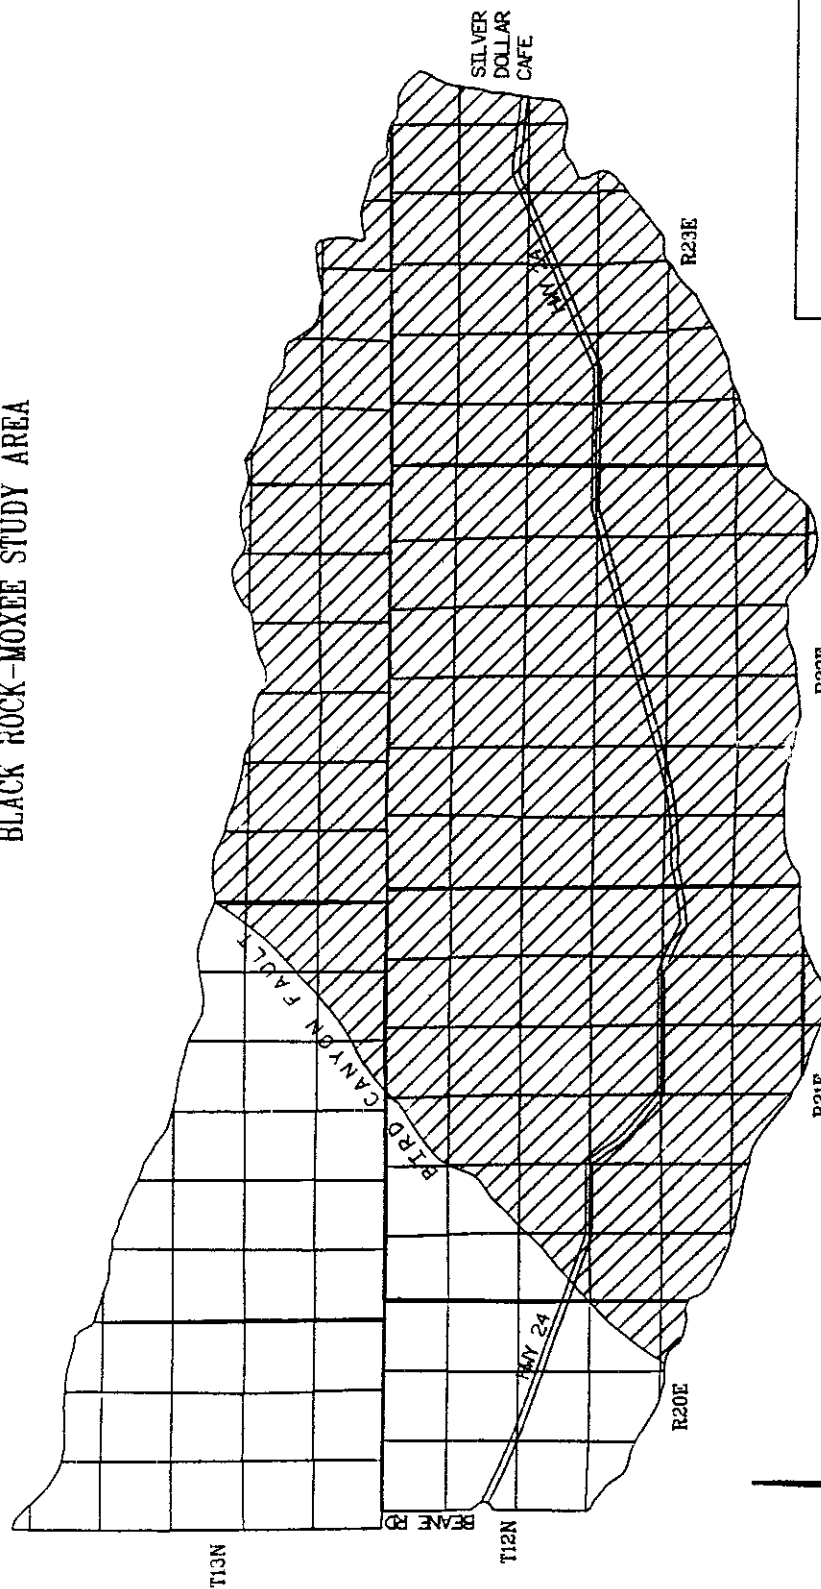 BLACK ROCK-MOXEE STUDY AREA
SILVER
DOLLAR
CAFE
HWY 24
R23E
BIRD CANYON FAULT
HWY 24
R20E
BEANE RD
T12N
T13N
R21E